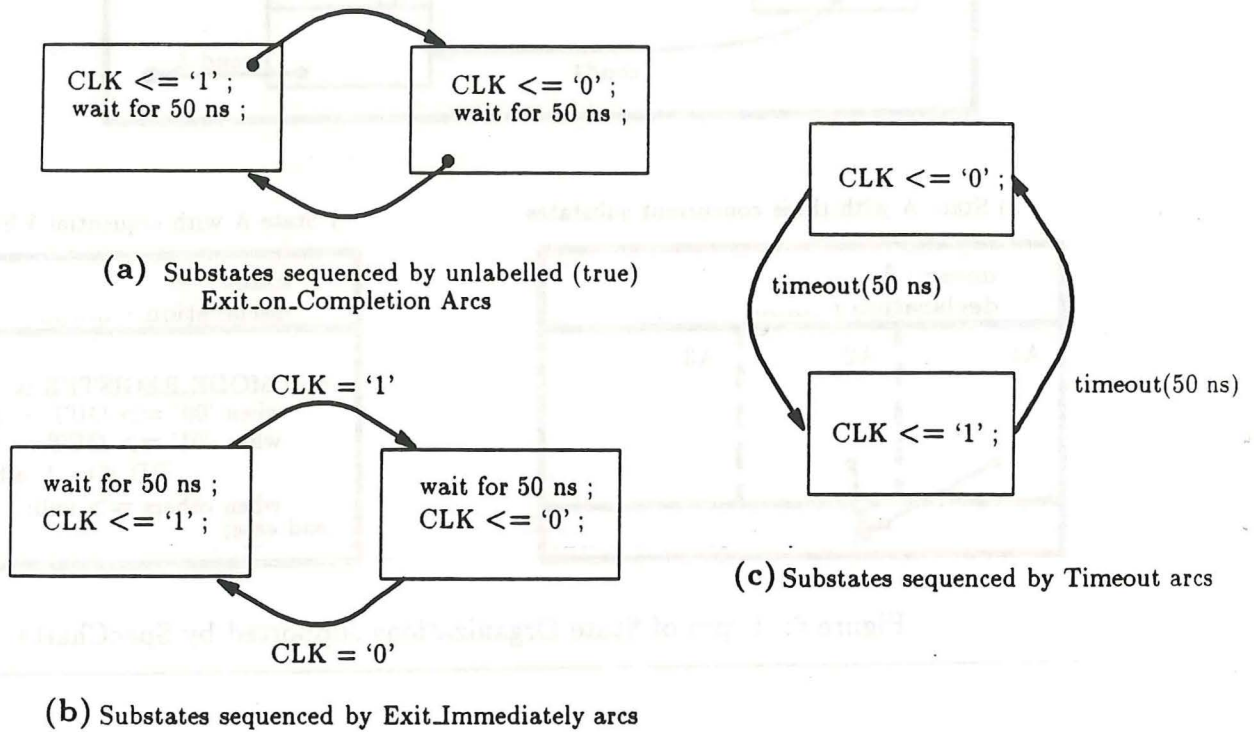 CLK <= ‘1’ ;
wait for 50 ns ;
CLK <= ‘0’ ;
wait for 50 ns ;
(a) Substates sequenced by unlabelled (true)
Exit_on_Completion Arcs
CLK = ‘1’
wait for 50 ns ;
CLK <= ‘1’ ;
wait for 50 ns ;
CLK <= ‘0’ ;
CLK = ‘0’
(b) Substates sequenced by Exit_Immediately arcs
CLK <= ‘0’ ;
timeout(50 ns)
timeout(50 ns)
CLK <= ‘1’ ;
(c) Substates sequenced by Timeout arcs